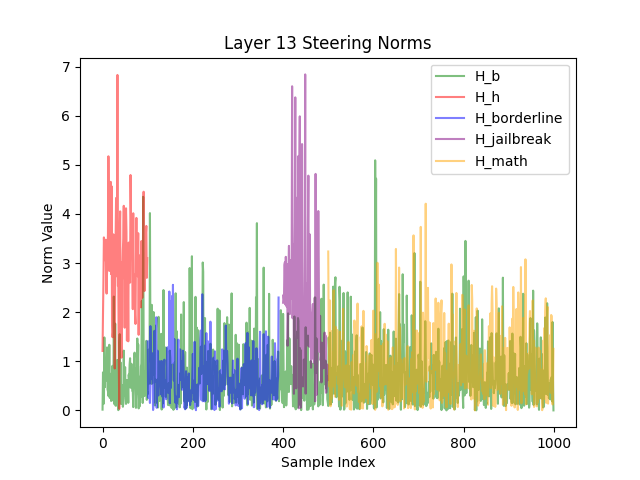 Layer 13 Steering Norms
H_b
H_h
H_borderline
H_jailbreak
H_math
Norm Value
7
6
5
4
3
2
1
0
0 200 400 600 800 1000
Sample Index